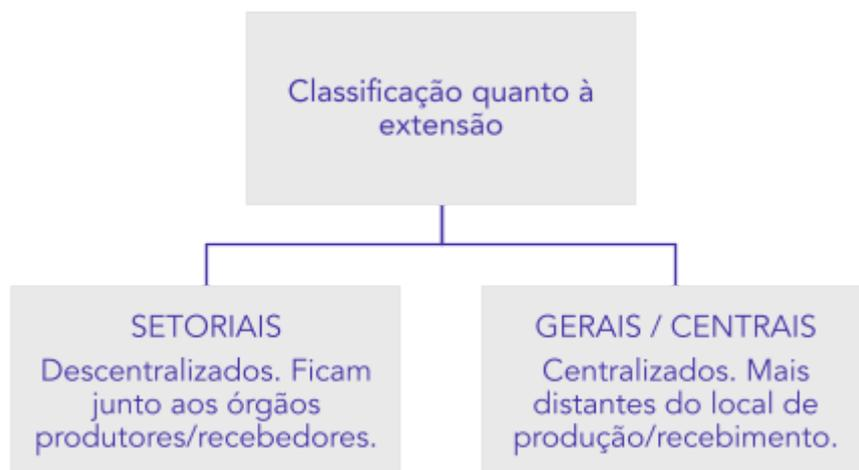 Classificação quanto à
extensão
SETORIAIS
Descentralizados. Ficam
junto aos órgãos
produtores/recebedores.
GERAIS / CENTRAIS
Centralizados. Mais
distantes do local de
produção/recebimento.